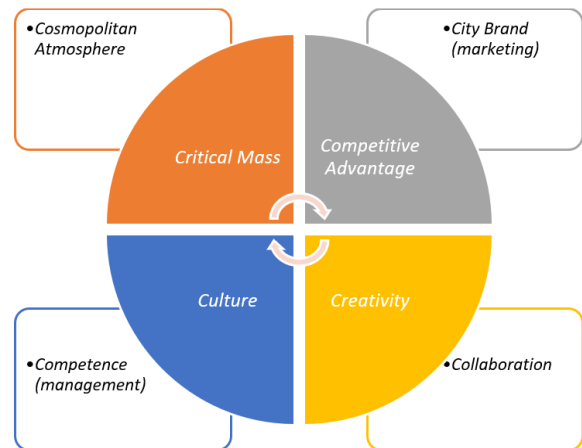 •Cosmopolitan
Atmosphere
•City Brand
(marketing)
Critical Mass
Competitive
Advantage
Culture
Creativity
•Competence
(management)
•Collaboration